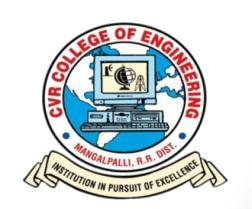 CVR COLLEGE OF ENGINEERING
MANGALPALLI, R.R. DIST.
INSTITUTION IN PURSUIT OF EXCELLENCE